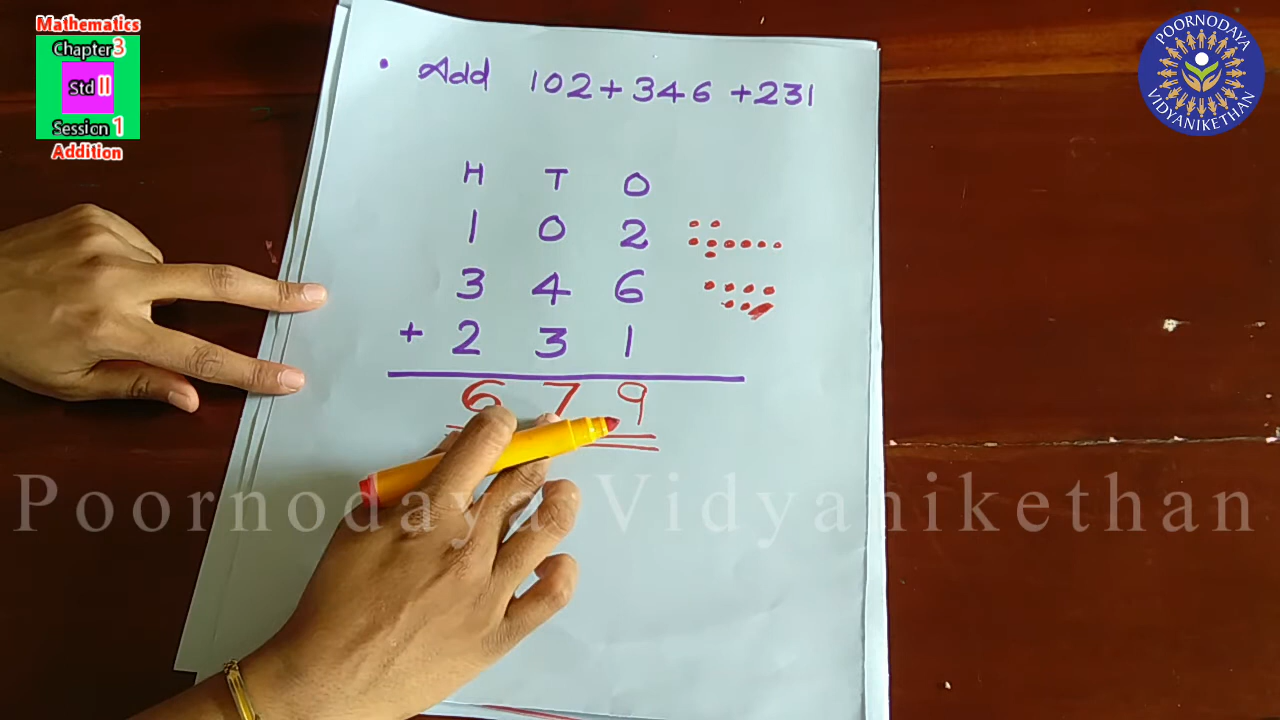 Mathematics
Chapter 3
Std II
Session 1
Addition
POORNODAYA
VIDYANIKETHAN
• Add 102 + 346 + 231
H T O
1 0 2
3 4 6
+ 2 3 1
6 7 9
Poornodaya Vidyanikethan